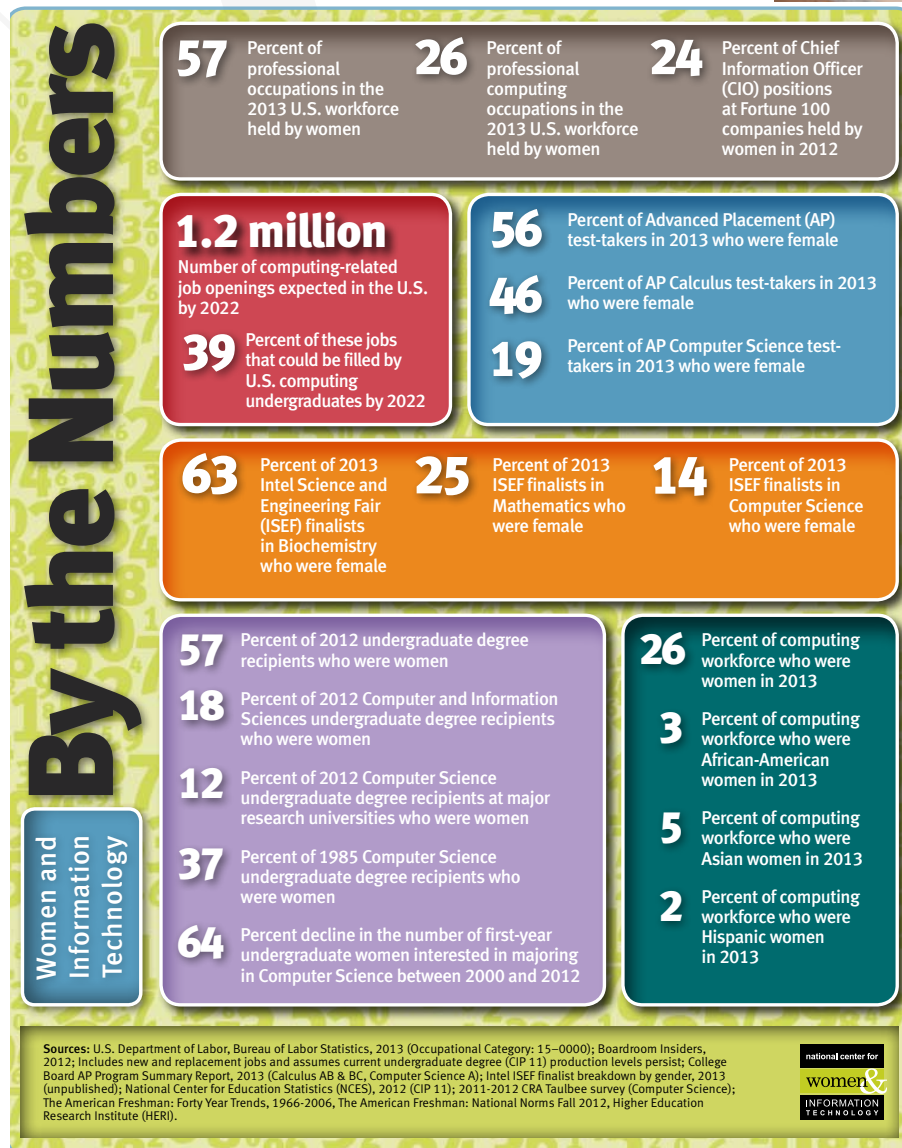 By the Numbers
Women and
Information
Technology
57
Percent of
professional
occupations in the
2013 U.S. workforce
held by women
26
Percent of
professional
computing
occupations in the
2013 U.S. workforce
held by women
24
Percent of Chief
Information Officer
(CIO) positions
at Fortune 100
companies held by
women in 2012
1.2 million
Number of computing-related
job openings expected in the U.S.
by 2022
39
Percent of these jobs
that could be filled by
U.S. computing
undergraduates by 2022
56
Percent of Advanced Placement (AP)
test-takers in 2013 who were female
46
Percent of AP Calculus test-takers in 2013
who were female
19
Percent of AP Computer Science test-
takers in 2013 who were female
63
Percent of 2013
Intel Science and
Engineering Fair
(ISEF) finalists
in Biochemistry
who were female
25
Percent of 2013
ISEF finalists in
Mathematics who
were female
14
Percent of 2013
ISEF finalists in
Computer Science
who were female
57
Percent of 2012 undergraduate degree
recipients who were women
18
Percent of 2012 Computer and Information
Sciences undergraduate degree recipients
who were women
12
Percent of 2012 Computer Science
undergraduate degree recipients at major
research universities who were women
37
Percent of 1985 Computer Science
undergraduate degree recipients who
were women
64
Percent decline in the number of first-year
undergraduate women interested in majoring
in Computer Science between 2000 and 2012
26
Percent of computing
workforce who were
women in 2013
3
Percent of computing
workforce who were
African-American
women in 2013
5
Percent of computing
workforce who were
Asian women in 2013
2
Percent of computing
workforce who were
Hispanic women
in 2013
Sources: U.S. Department of Labor, Bureau of Labor Statistics, 2013 (Occupational Category: 15–0000); Boardroom Insiders,
2012; Includes new and replacement jobs and assumes current undergraduate degree (CIP 11) production levels persist; College
Board AP Program Summary Report, 2013 (Calculus AB & BC, Computer Science A); Intel ISEF finalist breakdown by gender, 2013
(unpublished); National Center for Education Statistics (NCES), 2012 (CIP 11); 2011-2012 CRA Taulbee survey (Computer Science);
The American Freshman: Forty Year Trends, 1966-2006, The American Freshman: National Norms Fall 2012, Higher Education
Research Institute (HERI).
national center for
women &
INFORMATION
TECHNOLOGY